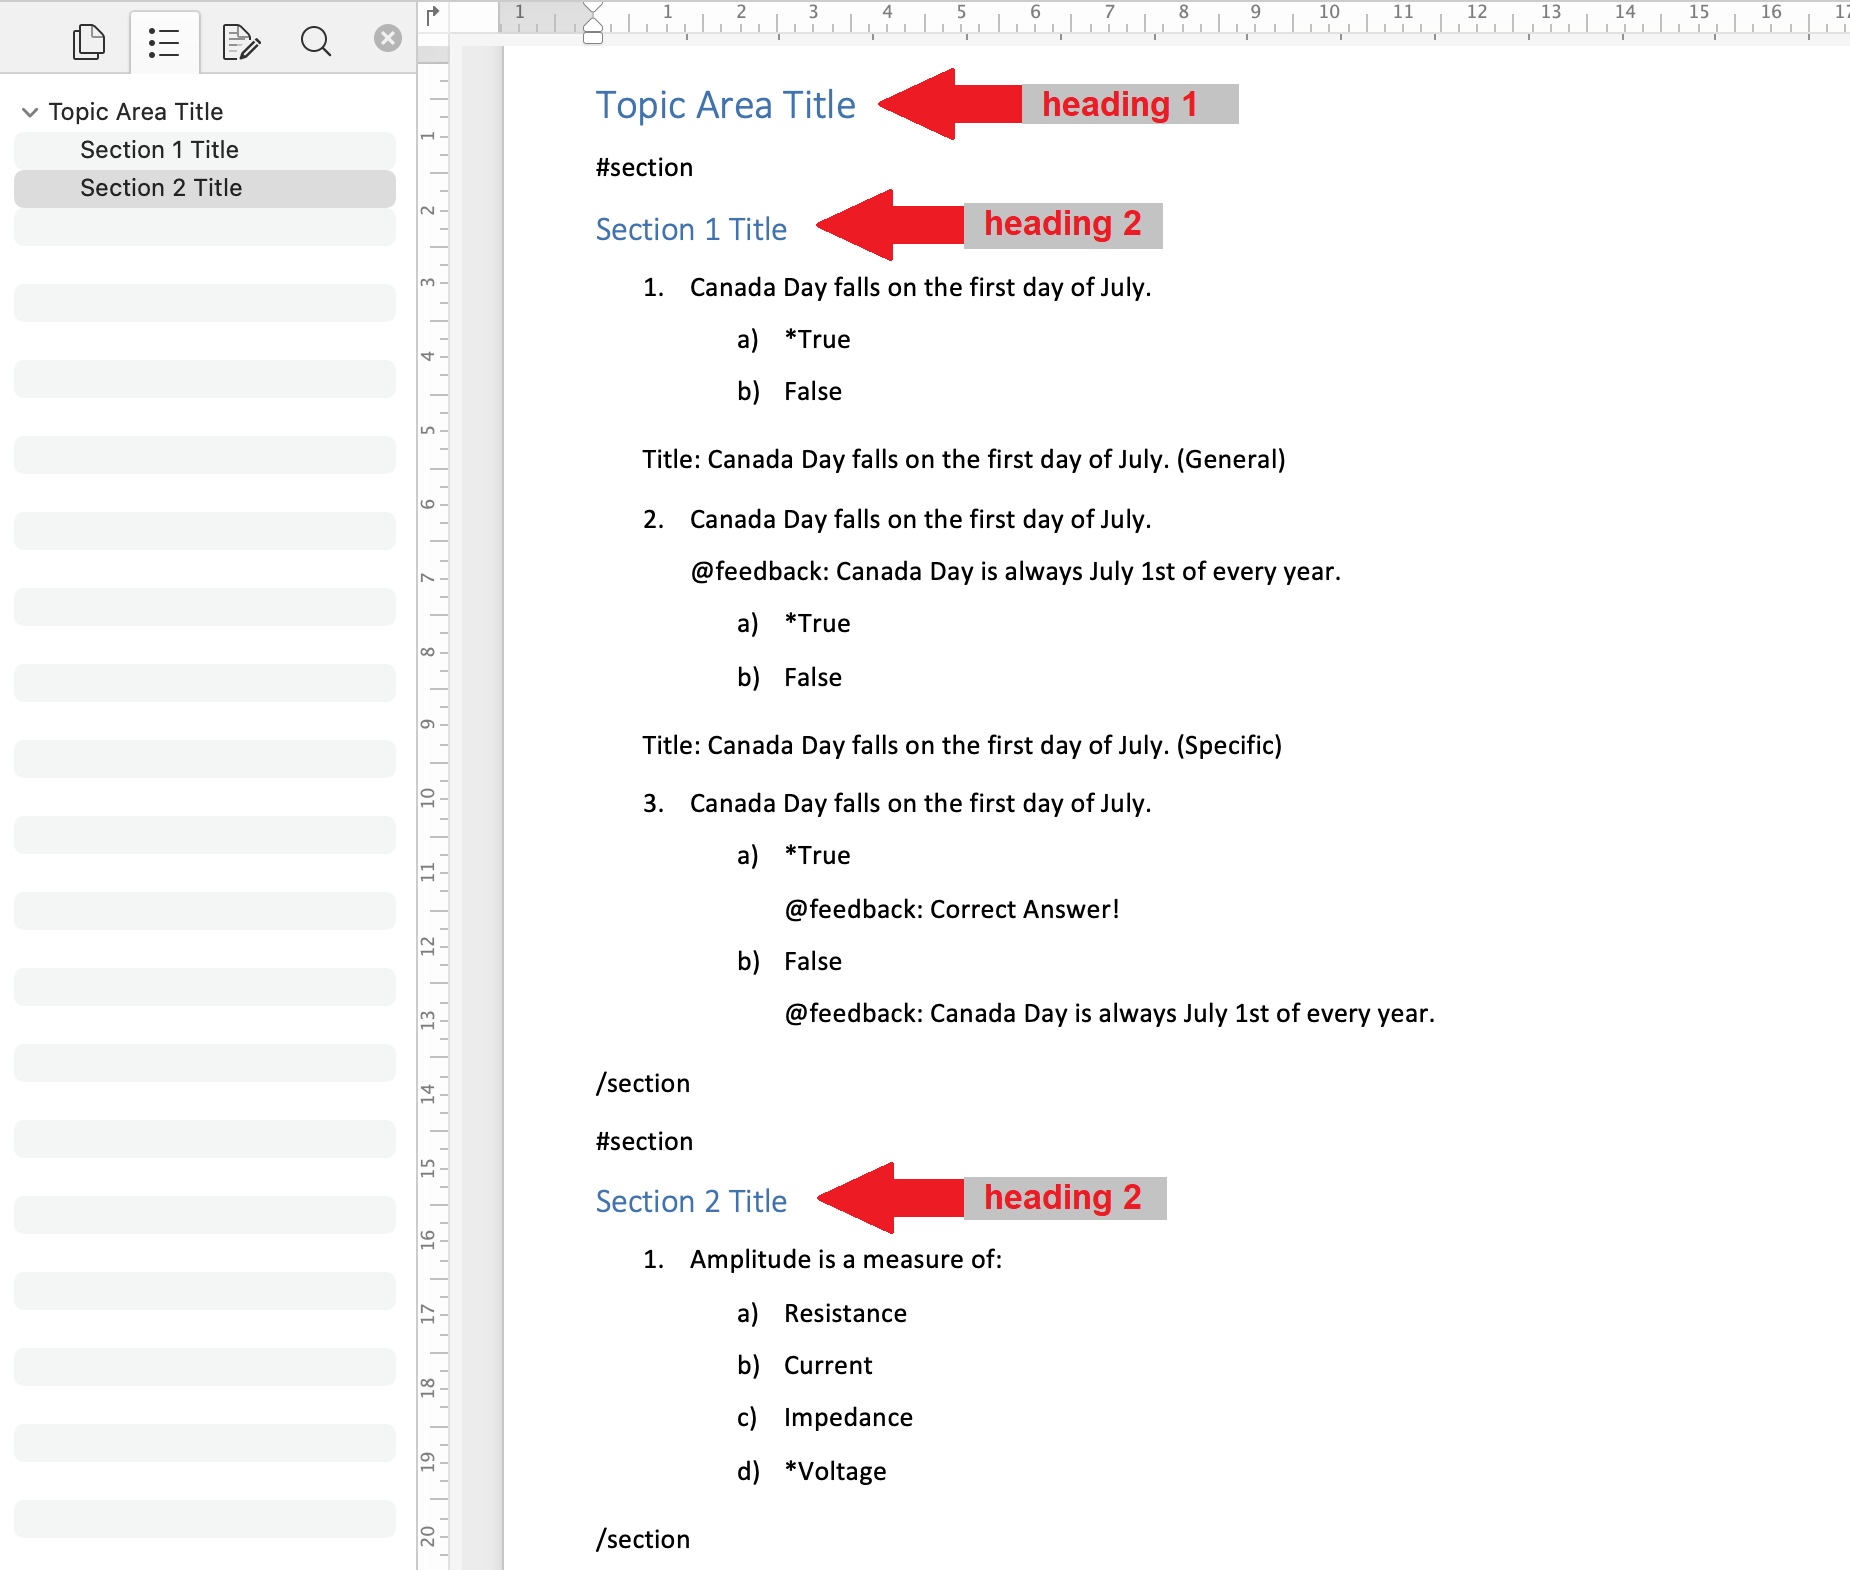 1 1 2 3 4 5 6 7 8 9 10 11 12 13 14 15 16 17
Topic Area Title
Section 1 Title
Section 2 Title
1
2
3
4
5
6
7
8
9
10
11
12
13
14
15
16
17
18
19
20
Topic Area Title heading 1
#section
Section 1 Title heading 2
1. Canada Day falls on the first day of July.
a) *True
b) False
Title: Canada Day falls on the first day of July. (General)
2. Canada Day falls on the first day of July.
@feedback: Canada Day is always July 1st of every year.
a) *True
b) False
Title: Canada Day falls on the first day of July. (Specific)
3. Canada Day falls on the first day of July.
a) *True
@feedback: Correct Answer!
b) False
@feedback: Canada Day is always July 1st of every year.
/section
#section
Section 2 Title heading 2
1. Amplitude is a measure of:
a) Resistance
b) Current
c) Impedance
d) *Voltage
/section